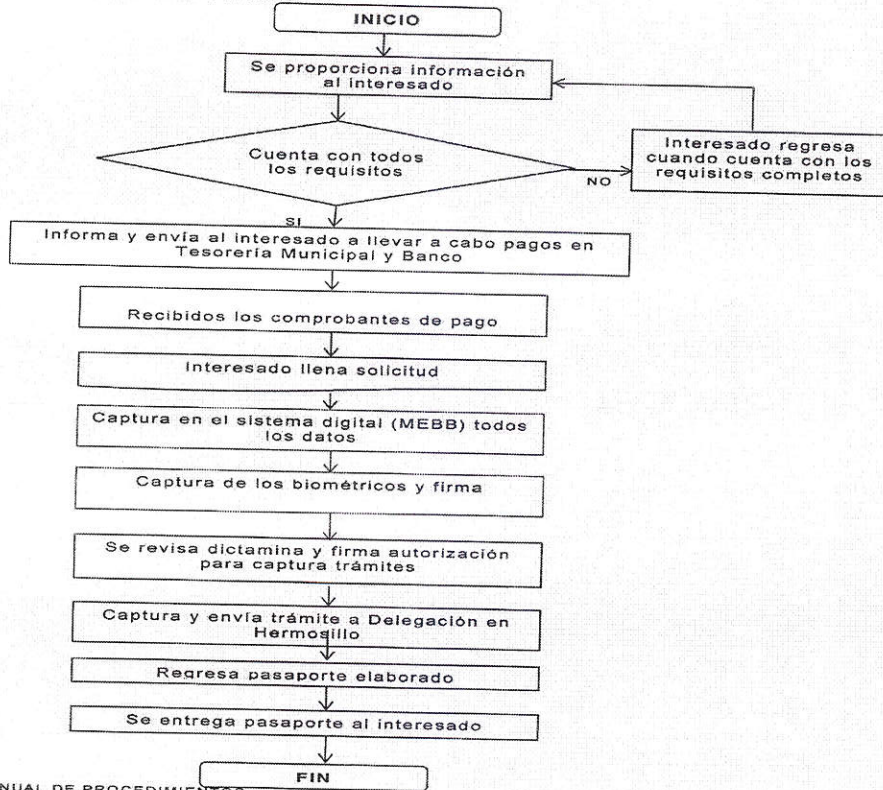 INICIO
Se proporciona información
al interesado
Cuenta con todos
los requisitos
NO
Interesado regresa
cuando cuenta con los
requisitos completos
SI
Informa y envía al interesado a llevar a cabo pagos en
Tesorería Municipal y Banco
Recibidos los comprobantes de pago
Interesado llena solicitud
Captura en el sistema digital (MEBB) todos
los datos
Captura de los biométricos y firma
Se revisa dictamina y firma autorización
para captura trámites
Captura y envía trámite a Delegación en
Hermosillo
Regresa pasaporte elaborado
Se entrega pasaporte al interesado
FIN
NUAL DE PROCEDIMIENTOS